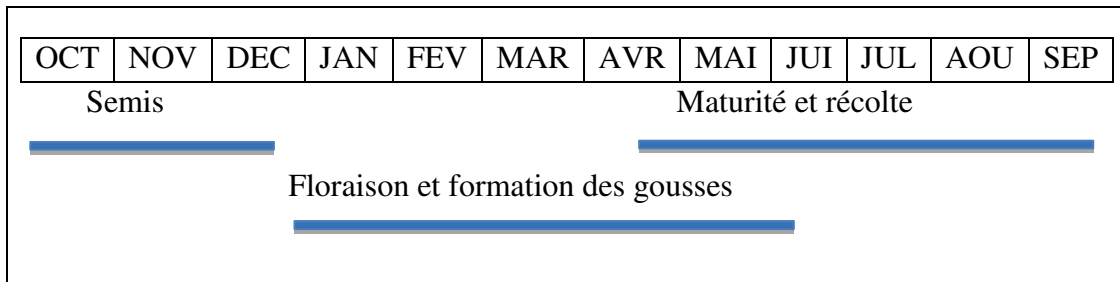 OCT NOV DEC JAN FEV MAR AVR MAI JUI JUL AOU SEP
Semis Maturité et récolte
Floraison et formation des gousses